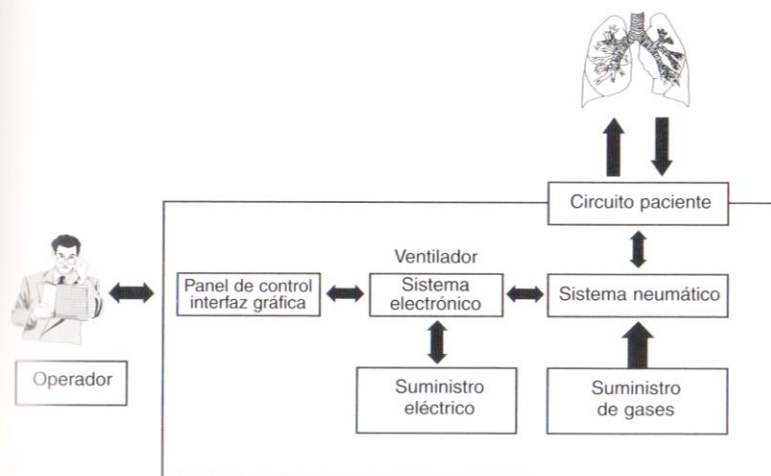 Circuito paciente
Ventilador
Panel de control
interfaz gráfica
Sistema
electrónico
Sistema neumático
Operador
Suministro
eléctrico
Suministro
de gases